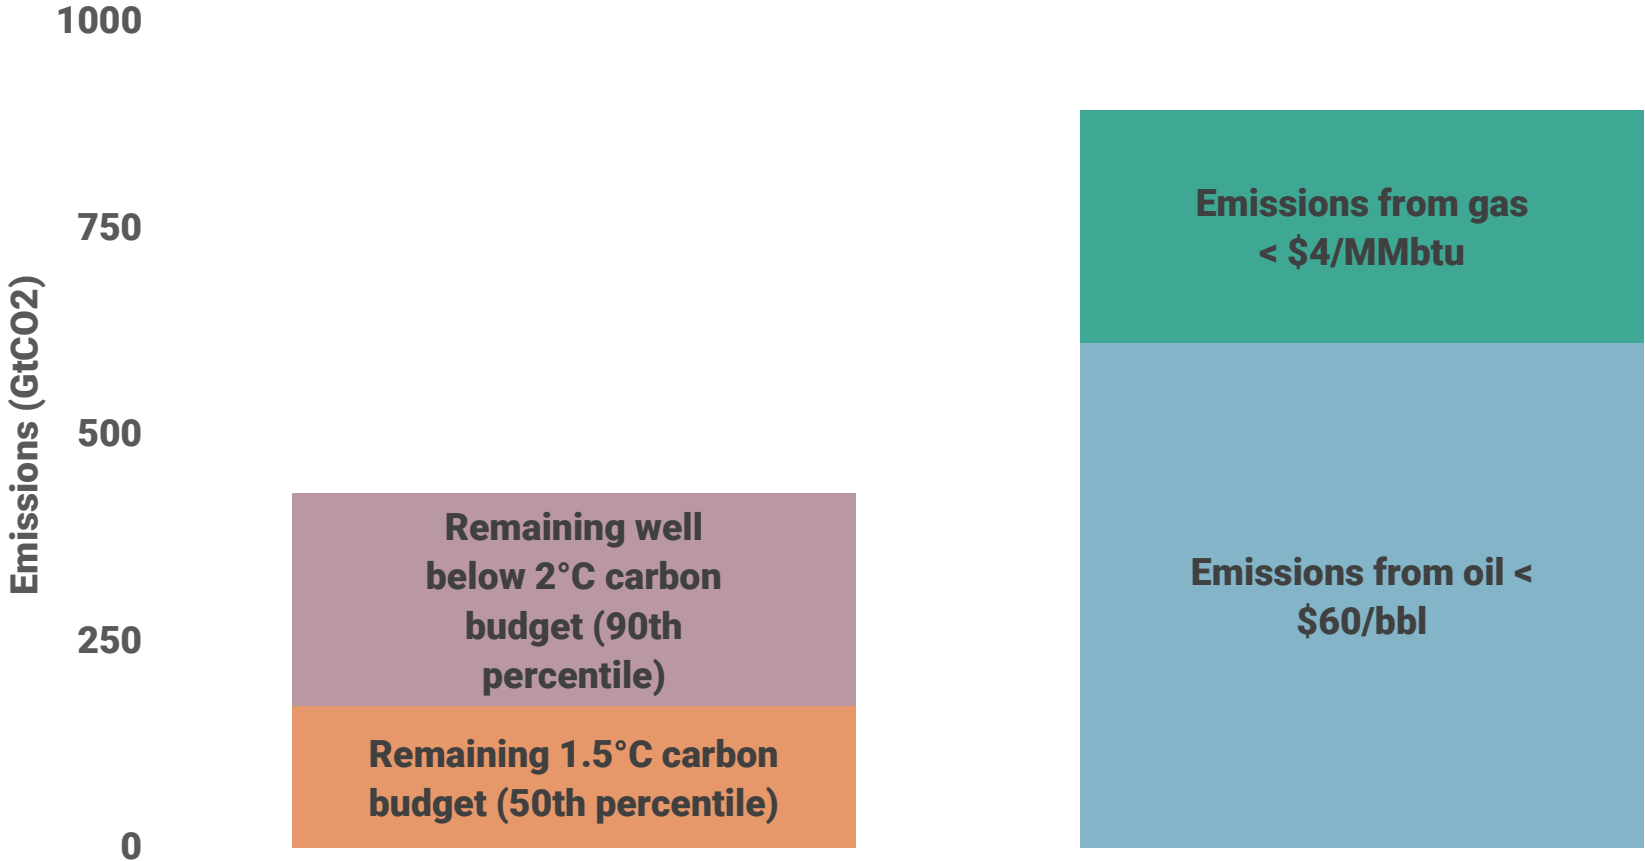 Emissions (GtCO2)
1000
750
500
250
0
Remaining well
below 2°C carbon
budget (90th
percentile)
Remaining 1.5°C carbon
budget (50th percentile)
Emissions from gas
< $4/MMbtu
Emissions from oil <
$60/bbl